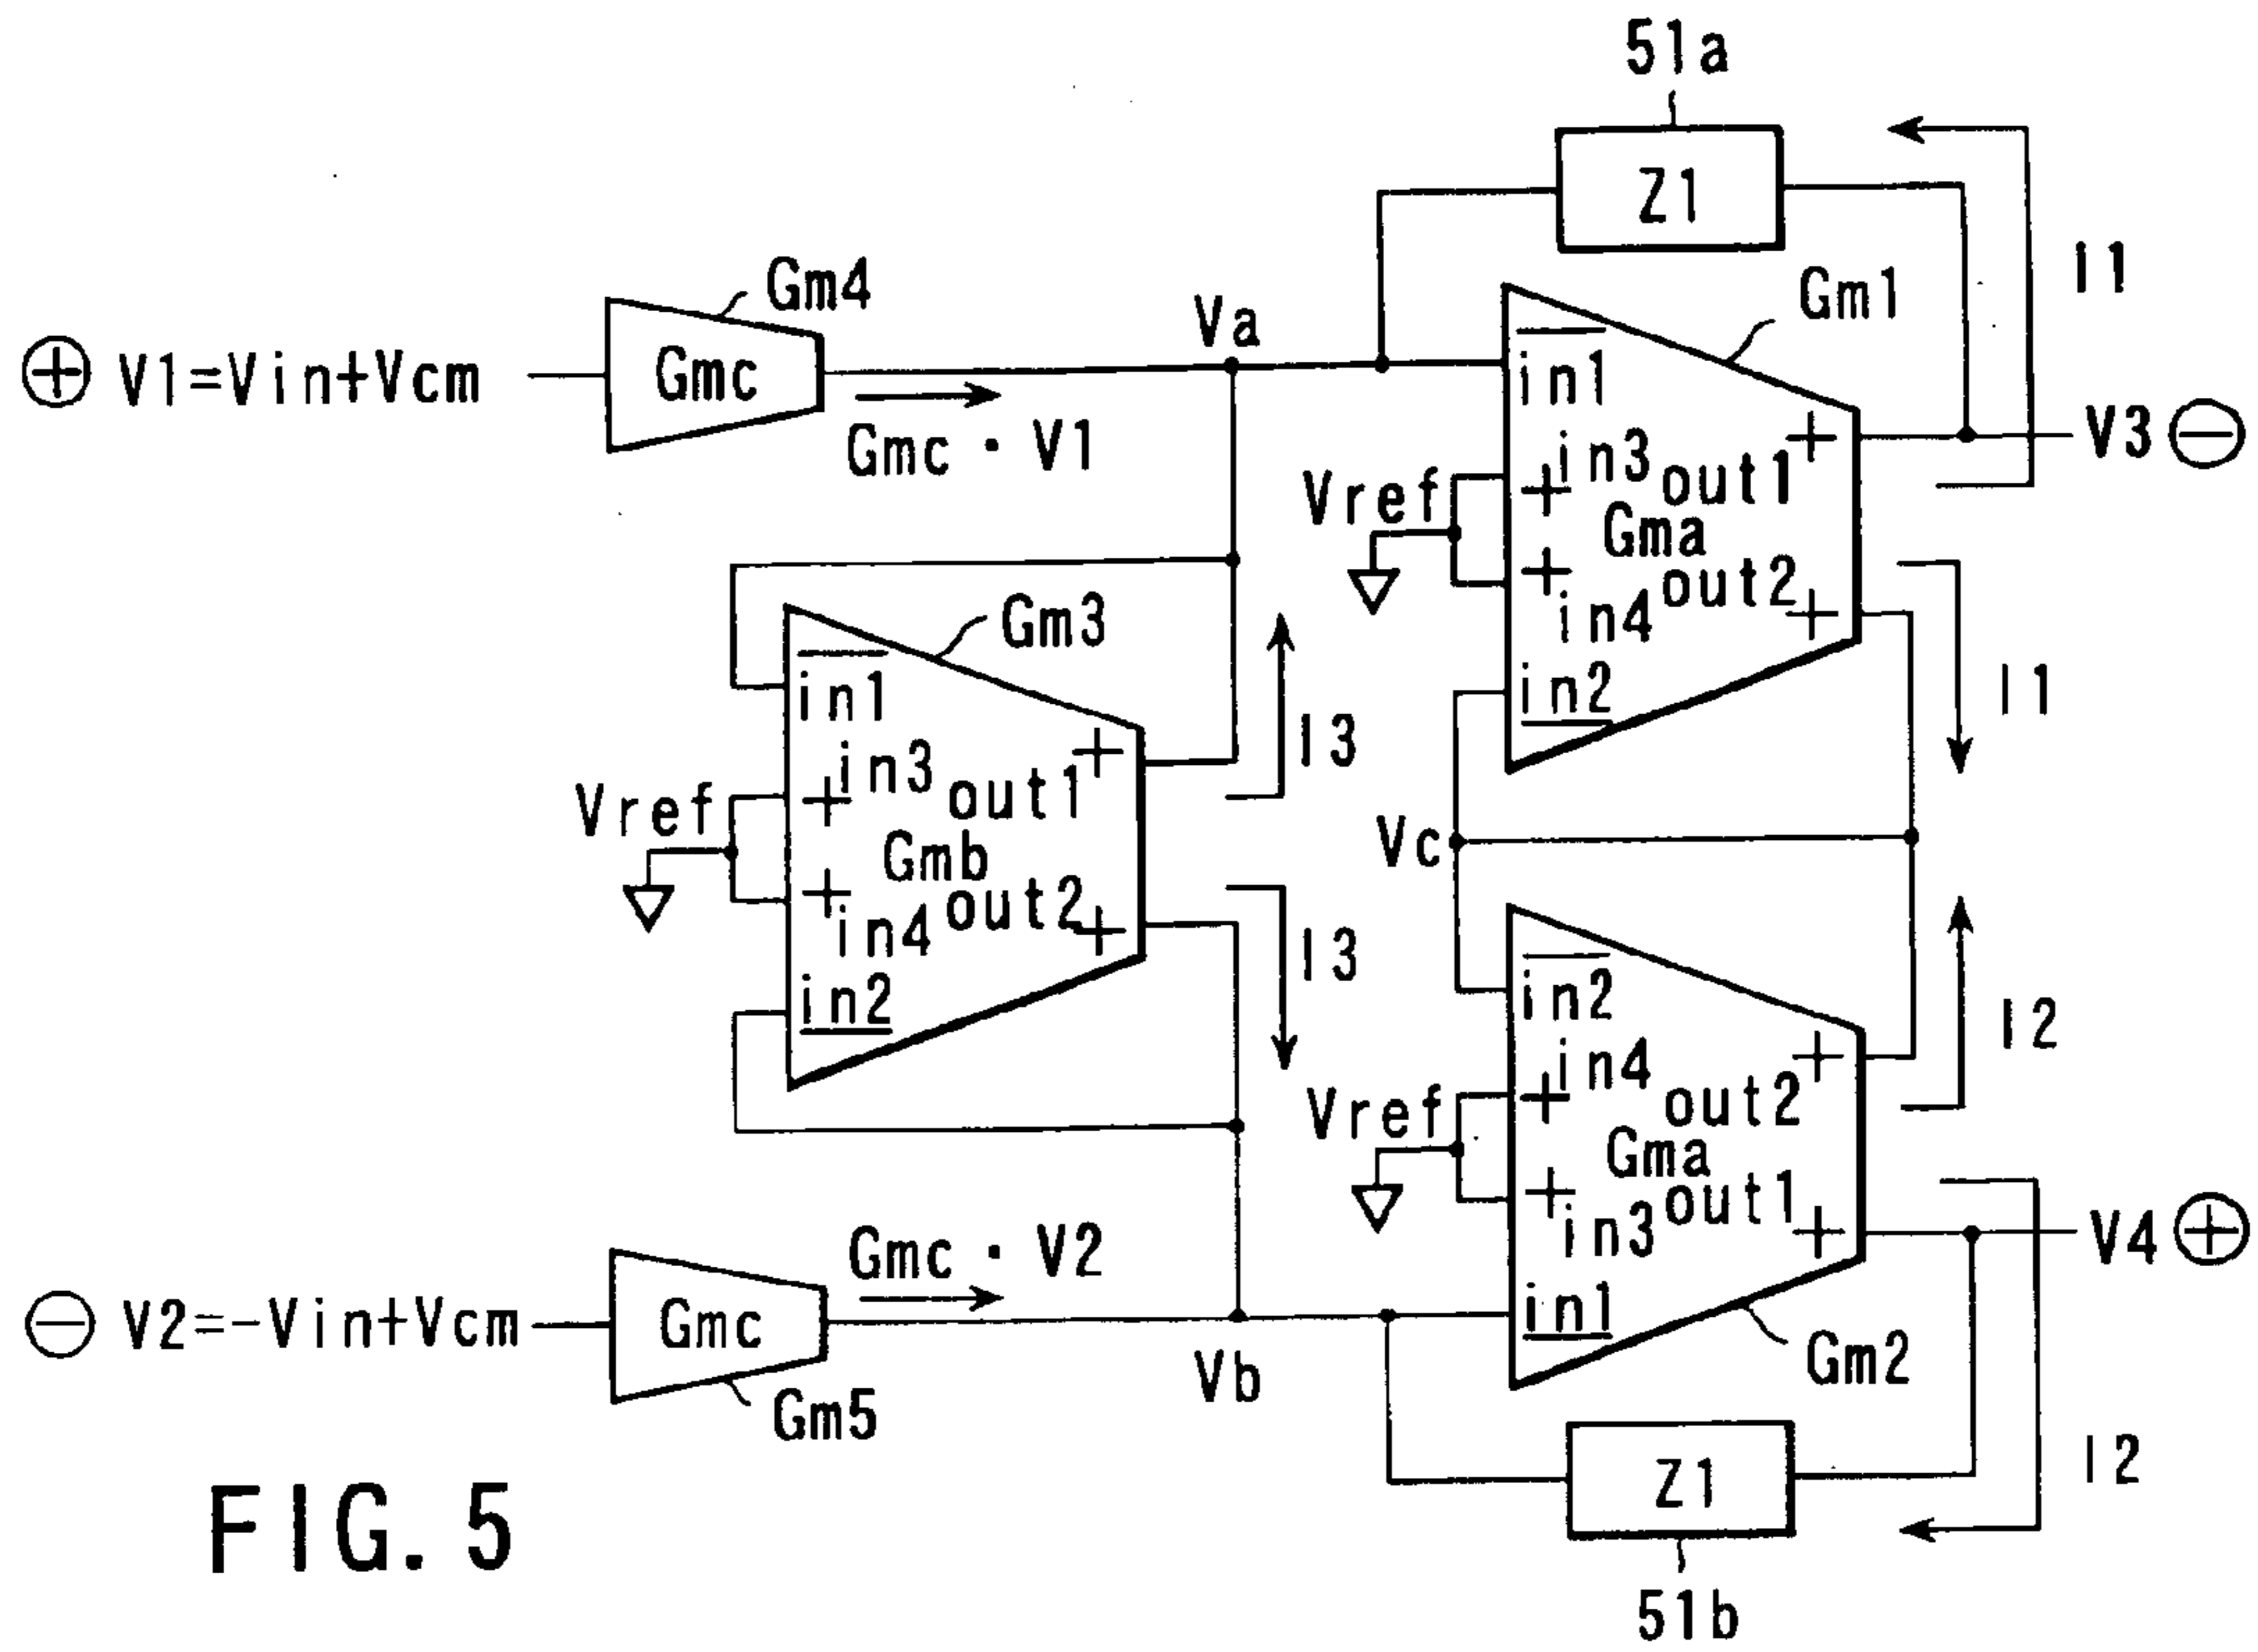 51a
Z1
I1
Gm4
Gm1
⊕ V1=Vin+Vcm
Gmc
Va
Gmc · V1
in1
in3
+
+
out1
V3 ⊖
Vref
Gma
+
out2
+
in4
in2
I1
Gm3
in1
in3
+
+
out1
I3
Vref
Gmb
+
out2
+
in4
in2
I3
Vc
in2
in4
+
+
out2
I2
Vref
Gma
+
out1
+
in3
in1
V4 ⊕
Gmc · V2
⊖ V2=-Vin+Vcm
Gmc
Gm5
Vb
Gm2
Z1
I2
51b
FIG. 5